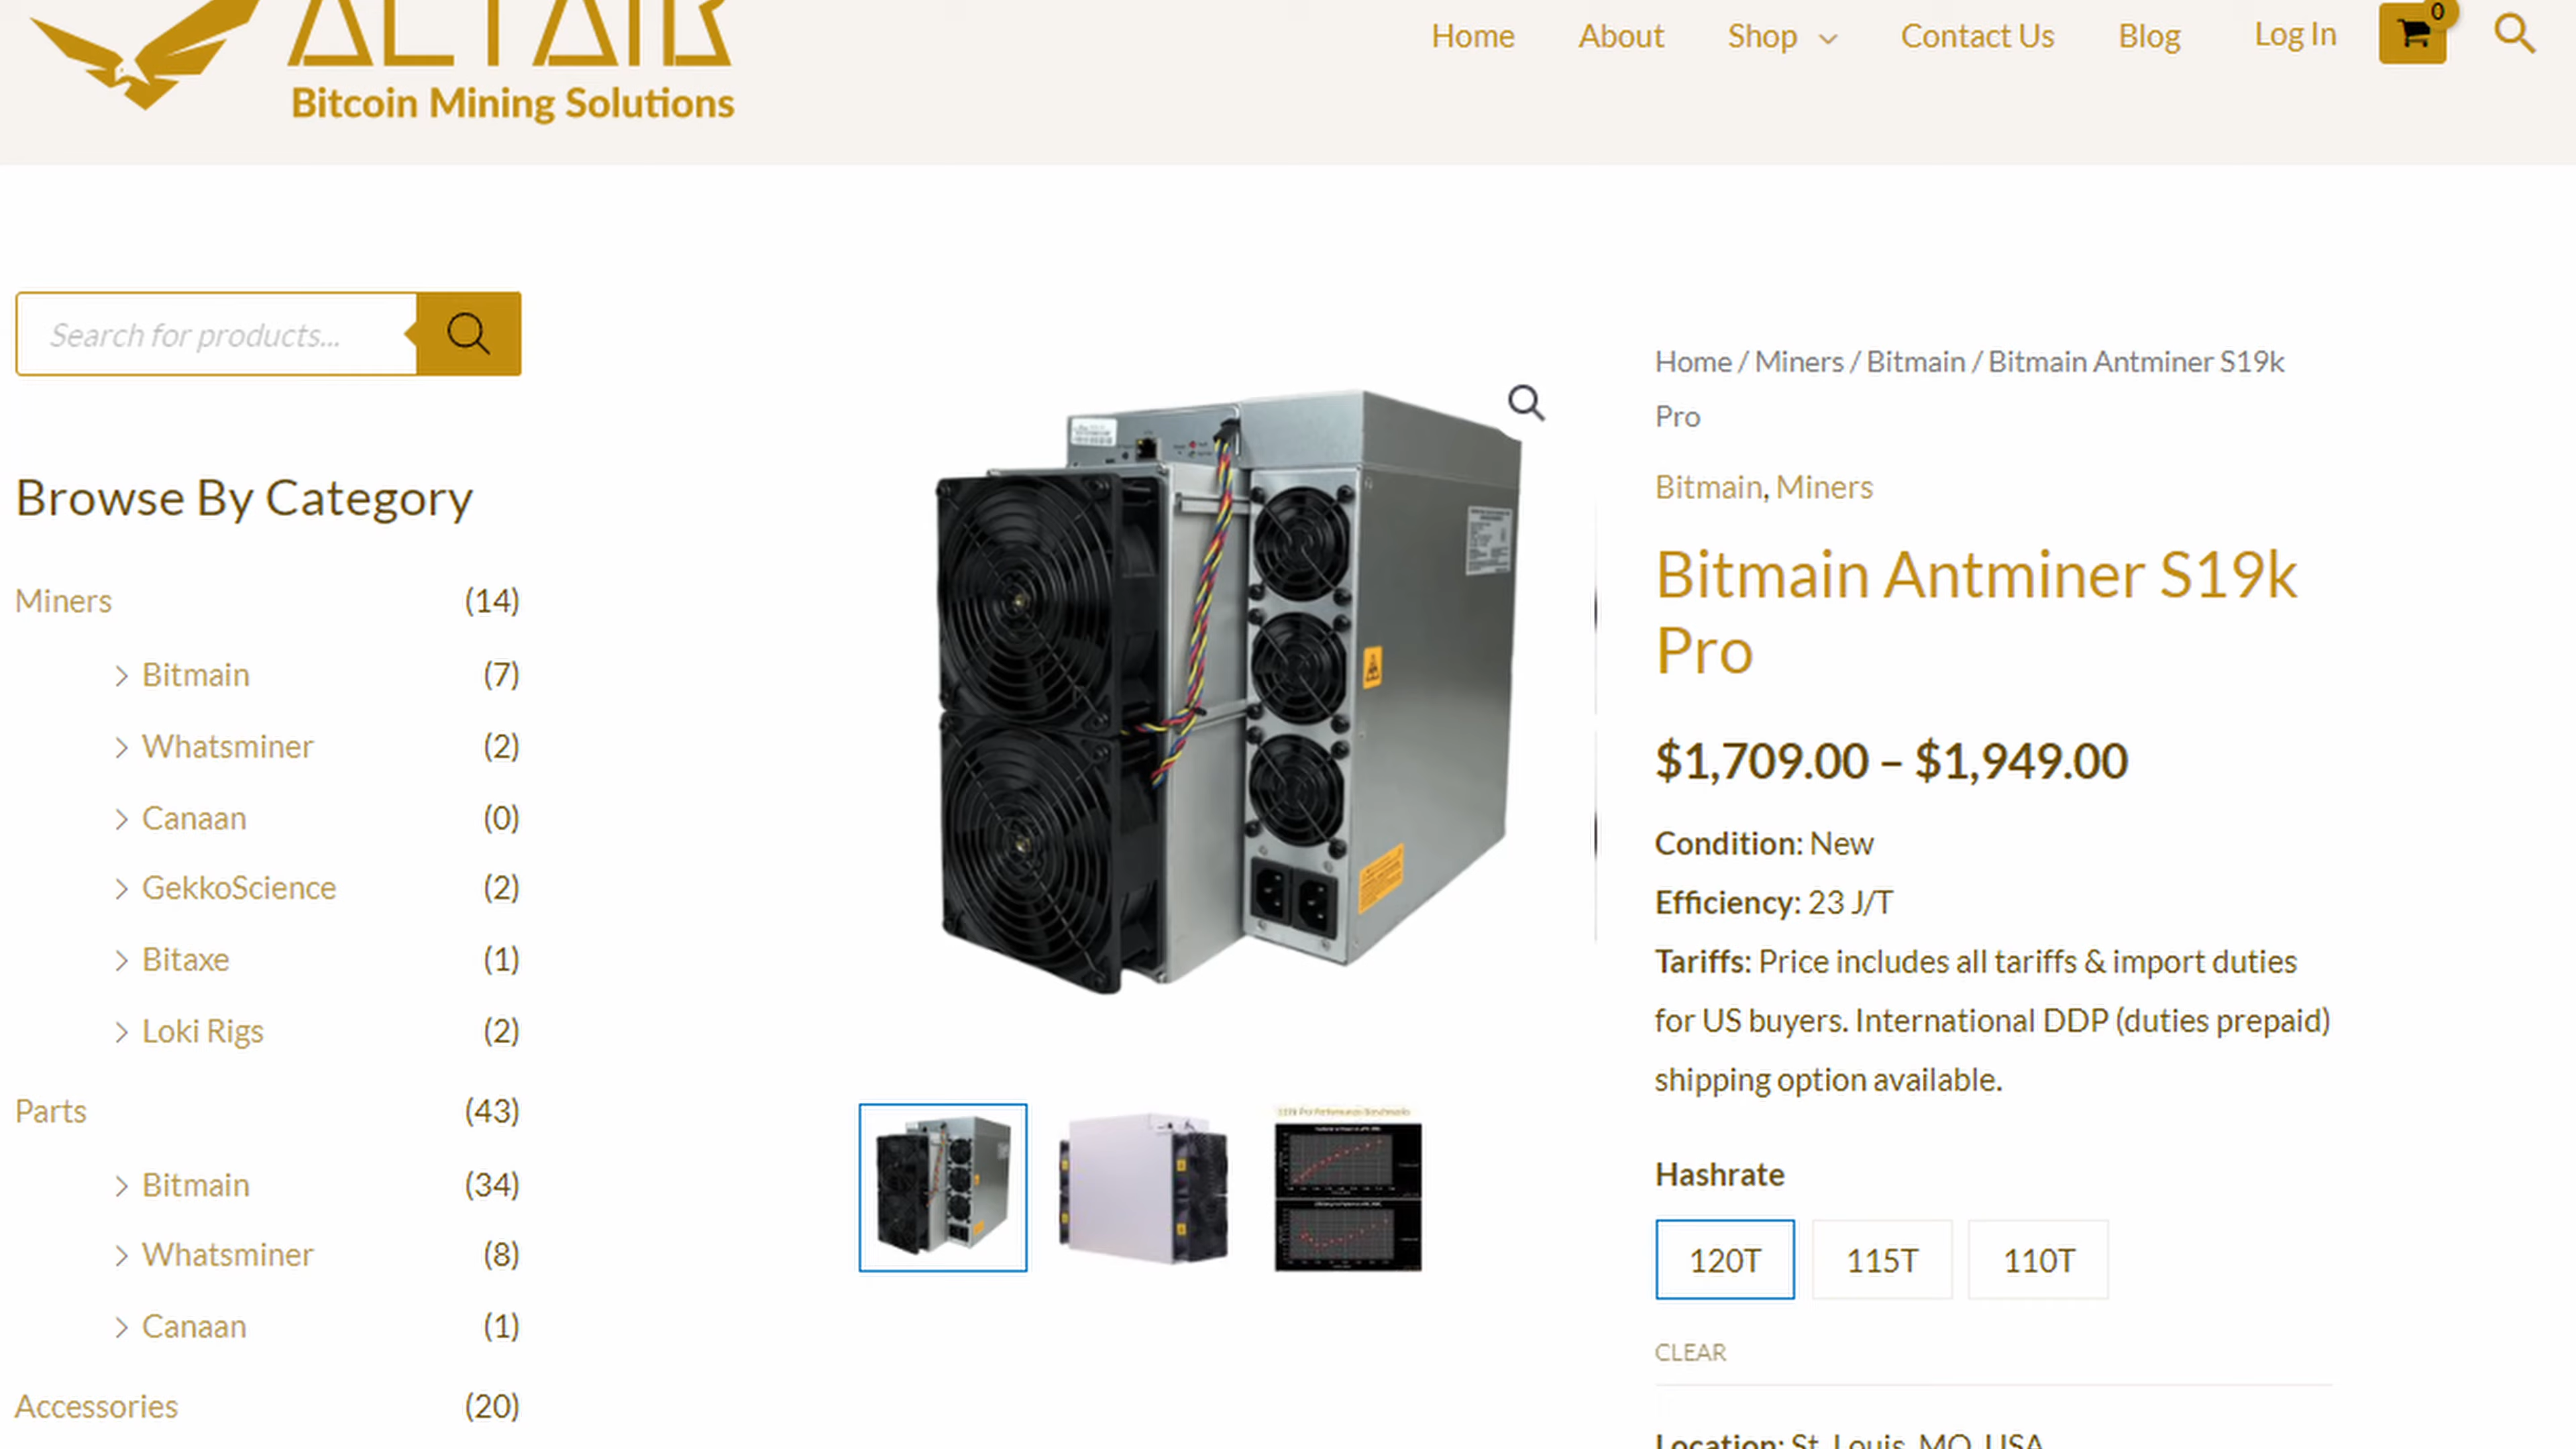 ALTAIR
Bitcoin Mining Solutions
Home
About
Shop
Contact Us
Blog
Log In
0
Search for products...
Browse By Category
Miners (14)
Bitmain (7)
Whatsminer (2)
Canaan (0)
GekkoScience (2)
Bitaxe (1)
Loki Rigs (2)
Parts (43)
Bitmain (34)
Whatsminer (8)
Canaan (1)
Accessories (20)
Home / Miners / Bitmain / Bitmain Antminer S19k
Pro
Bitmain, Miners
Bitmain Antminer S19k
Pro
$1,709.00 – $1,949.00
Condition: New
Efficiency: 23 J/T
Tariffs: Price includes all tariffs & import duties
for US buyers. International DDP (duties prepaid)
shipping option available.
Hashrate
120T
115T
110T
CLEAR
Location: St. Louis, MO, USA